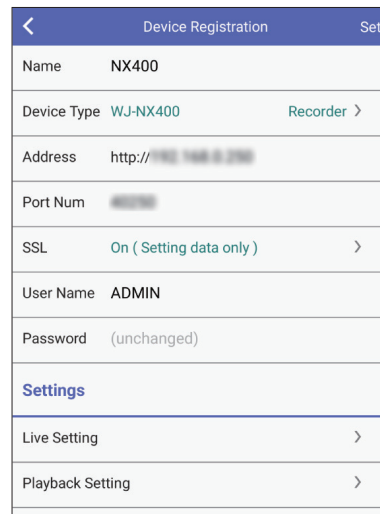 Device Registration Set
Name NX400
Device Type WJ-NX400 Recorder
Address http://
Port Num
SSL On ( Setting data only )
User Name ADMIN
Password (unchanged)
Settings
Live Setting
Playback Setting